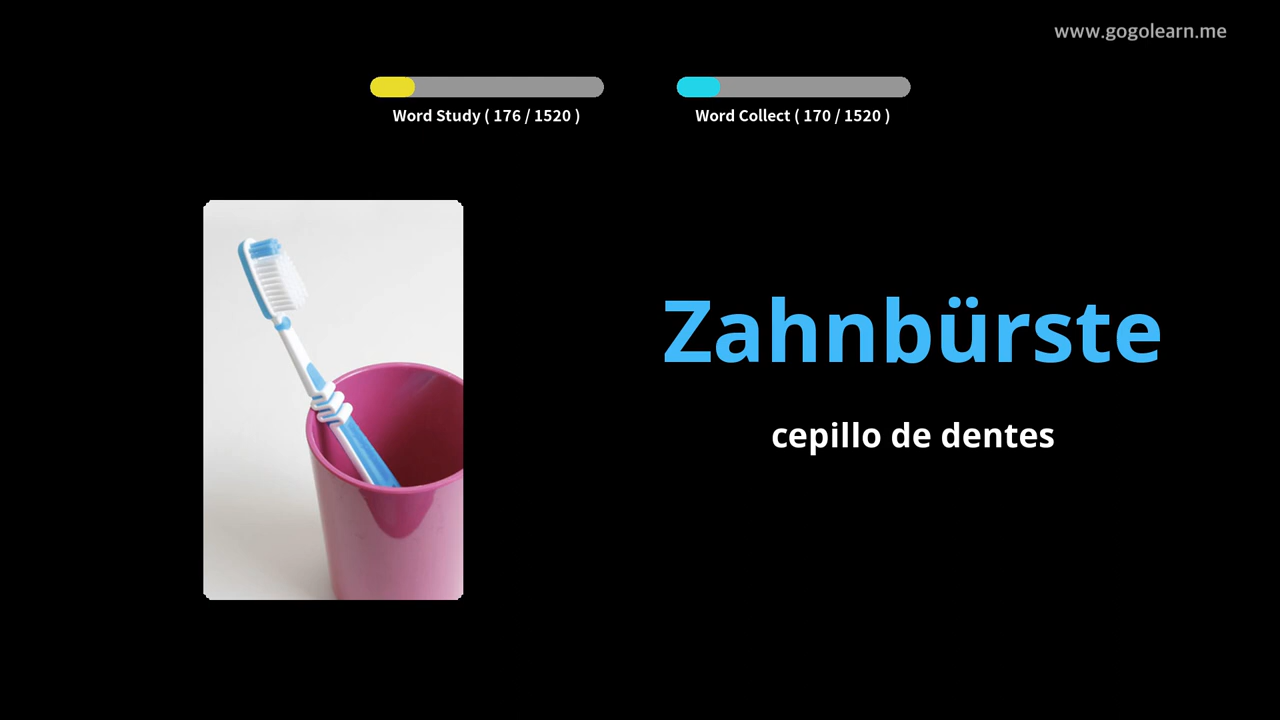 www.gogolearn.me
Word Study ( 176 / 1520 )
Word Collect ( 170 / 1520 )
Zahnbürste
cepillo de dentes